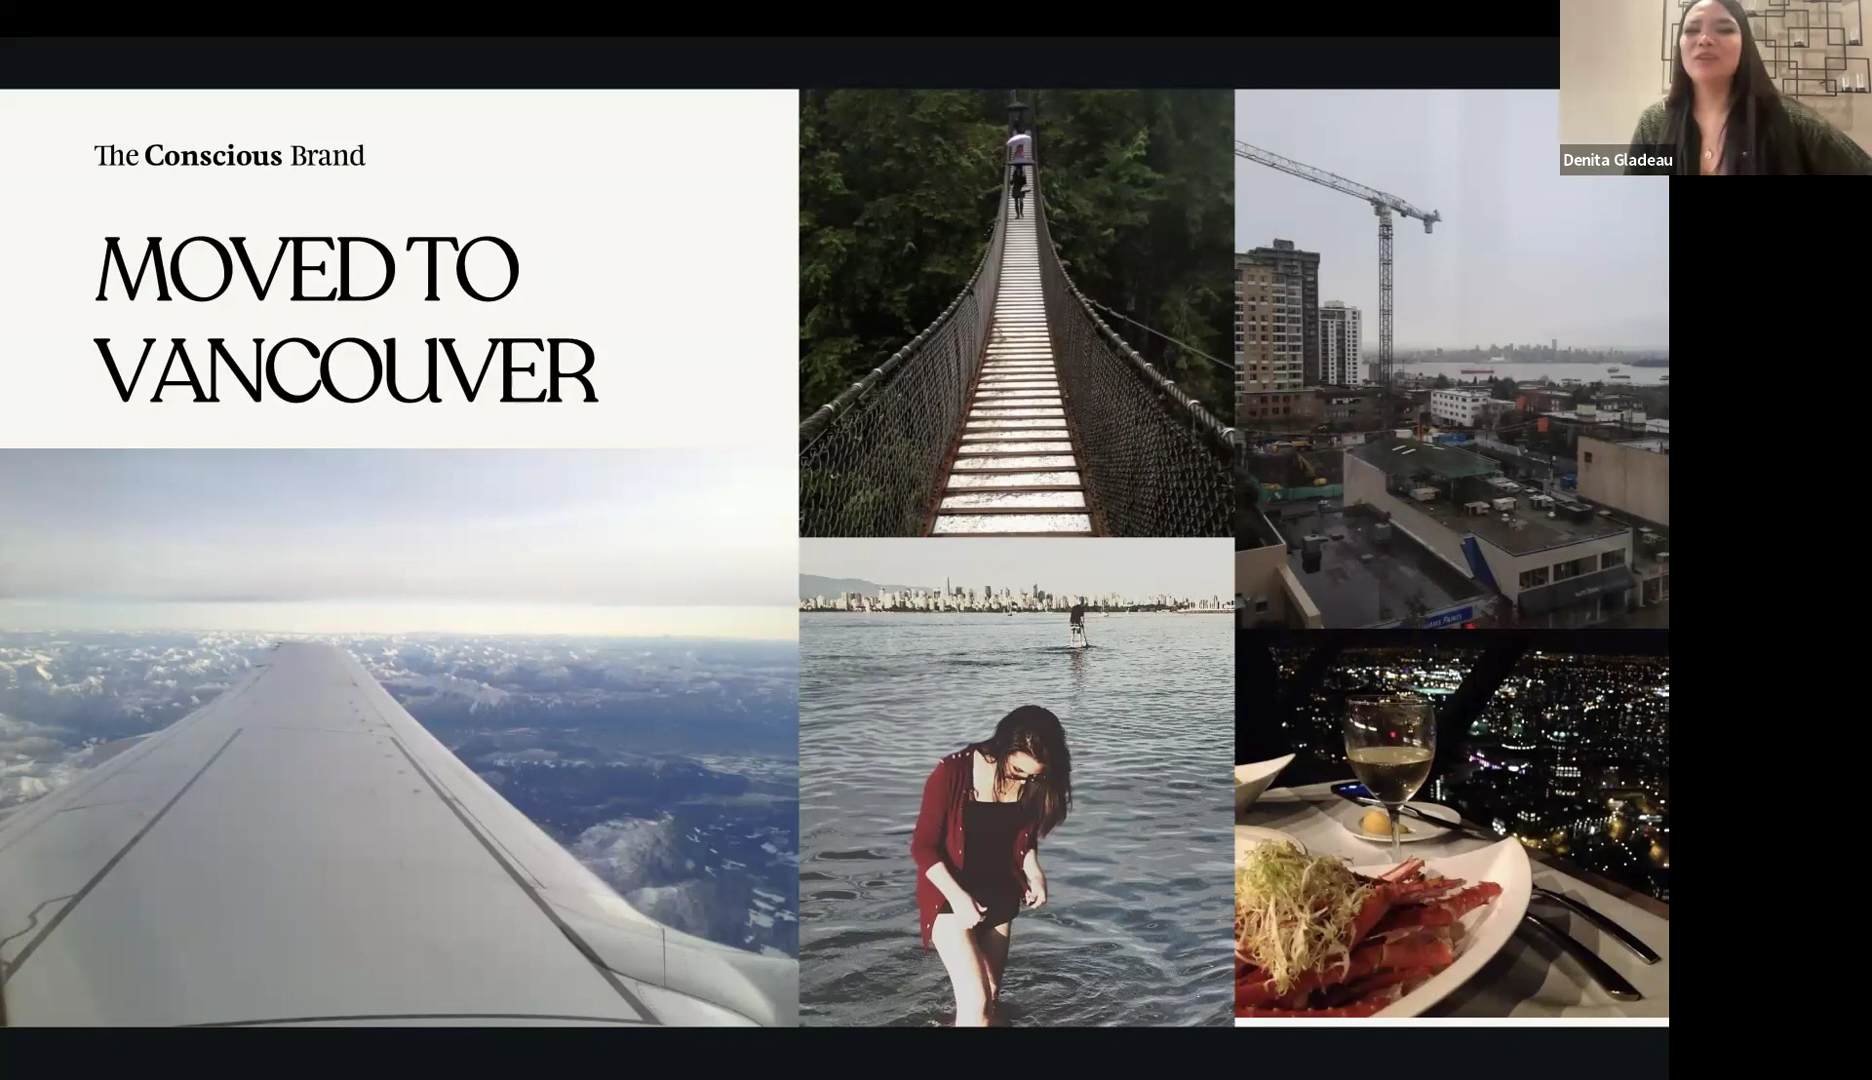 The Conscious Brand
MOVED TO
VANCOUVER
Denita Gladeau